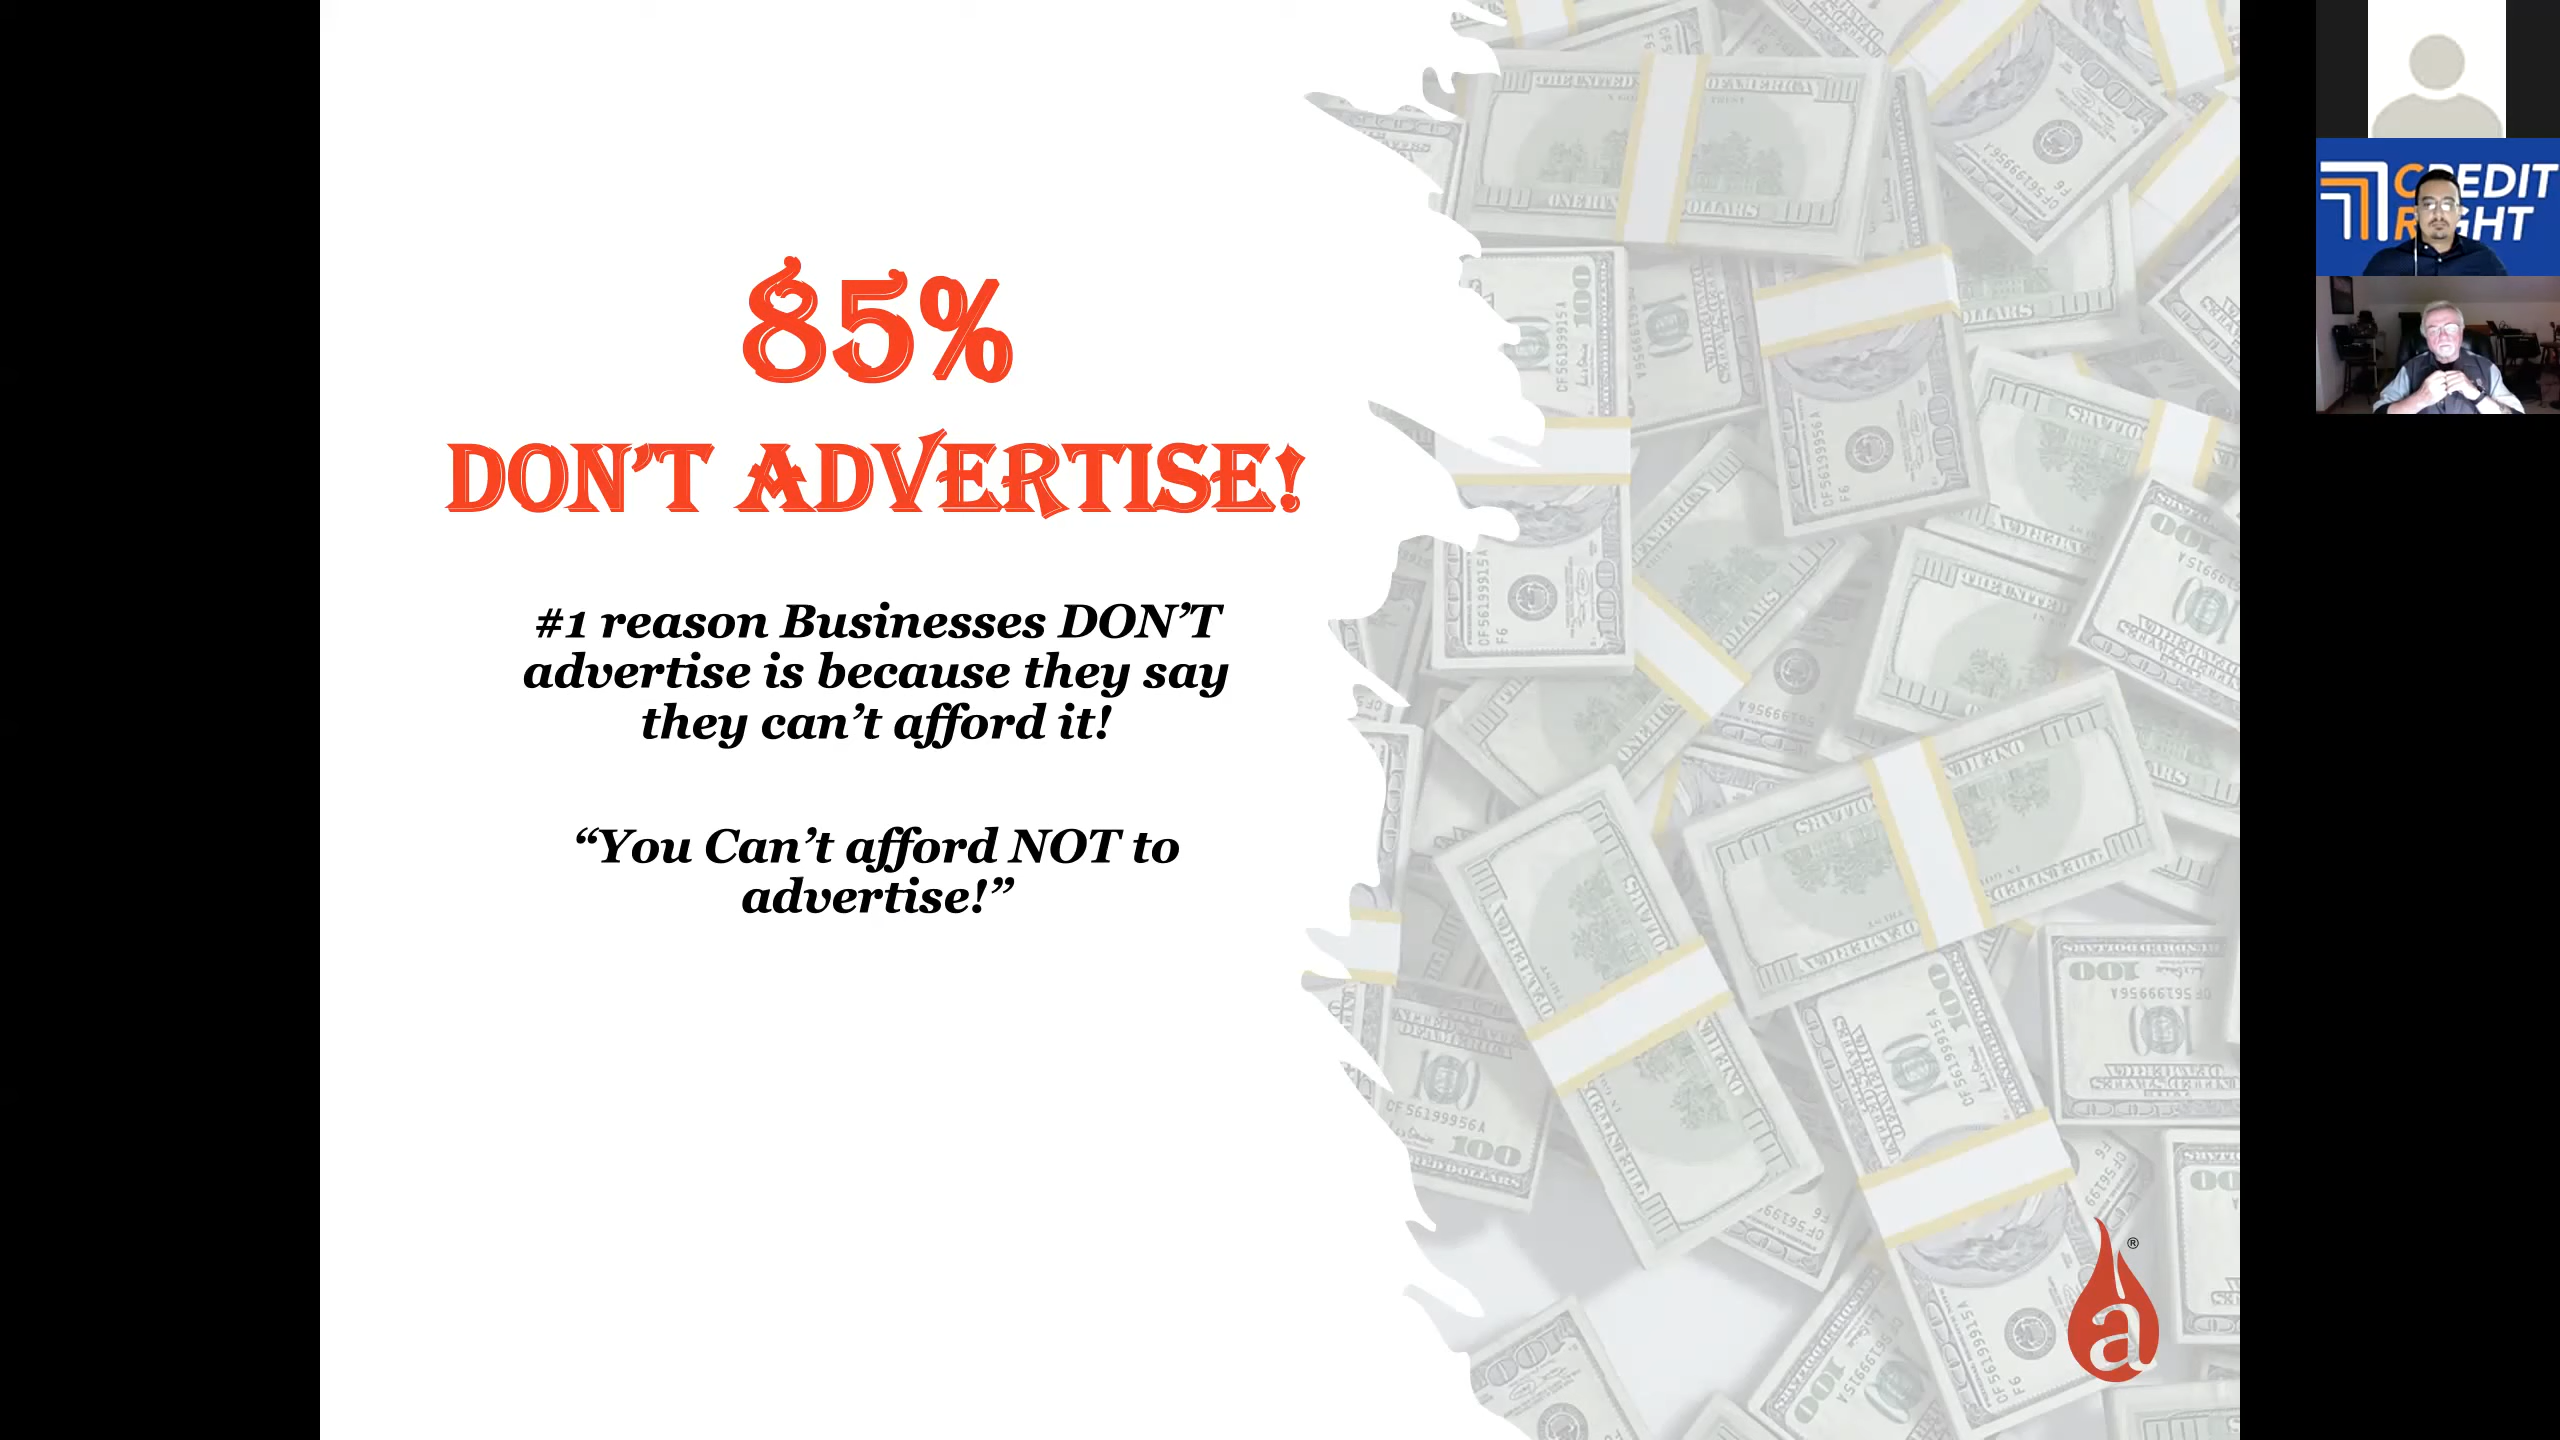 85%
DON’T ADVERTISE!
#1 reason Businesses DON’T
advertise is because they say
they can’t afford it!
“You Can’t afford NOT to
advertise!”
a
®
CREDIT
RIGHT